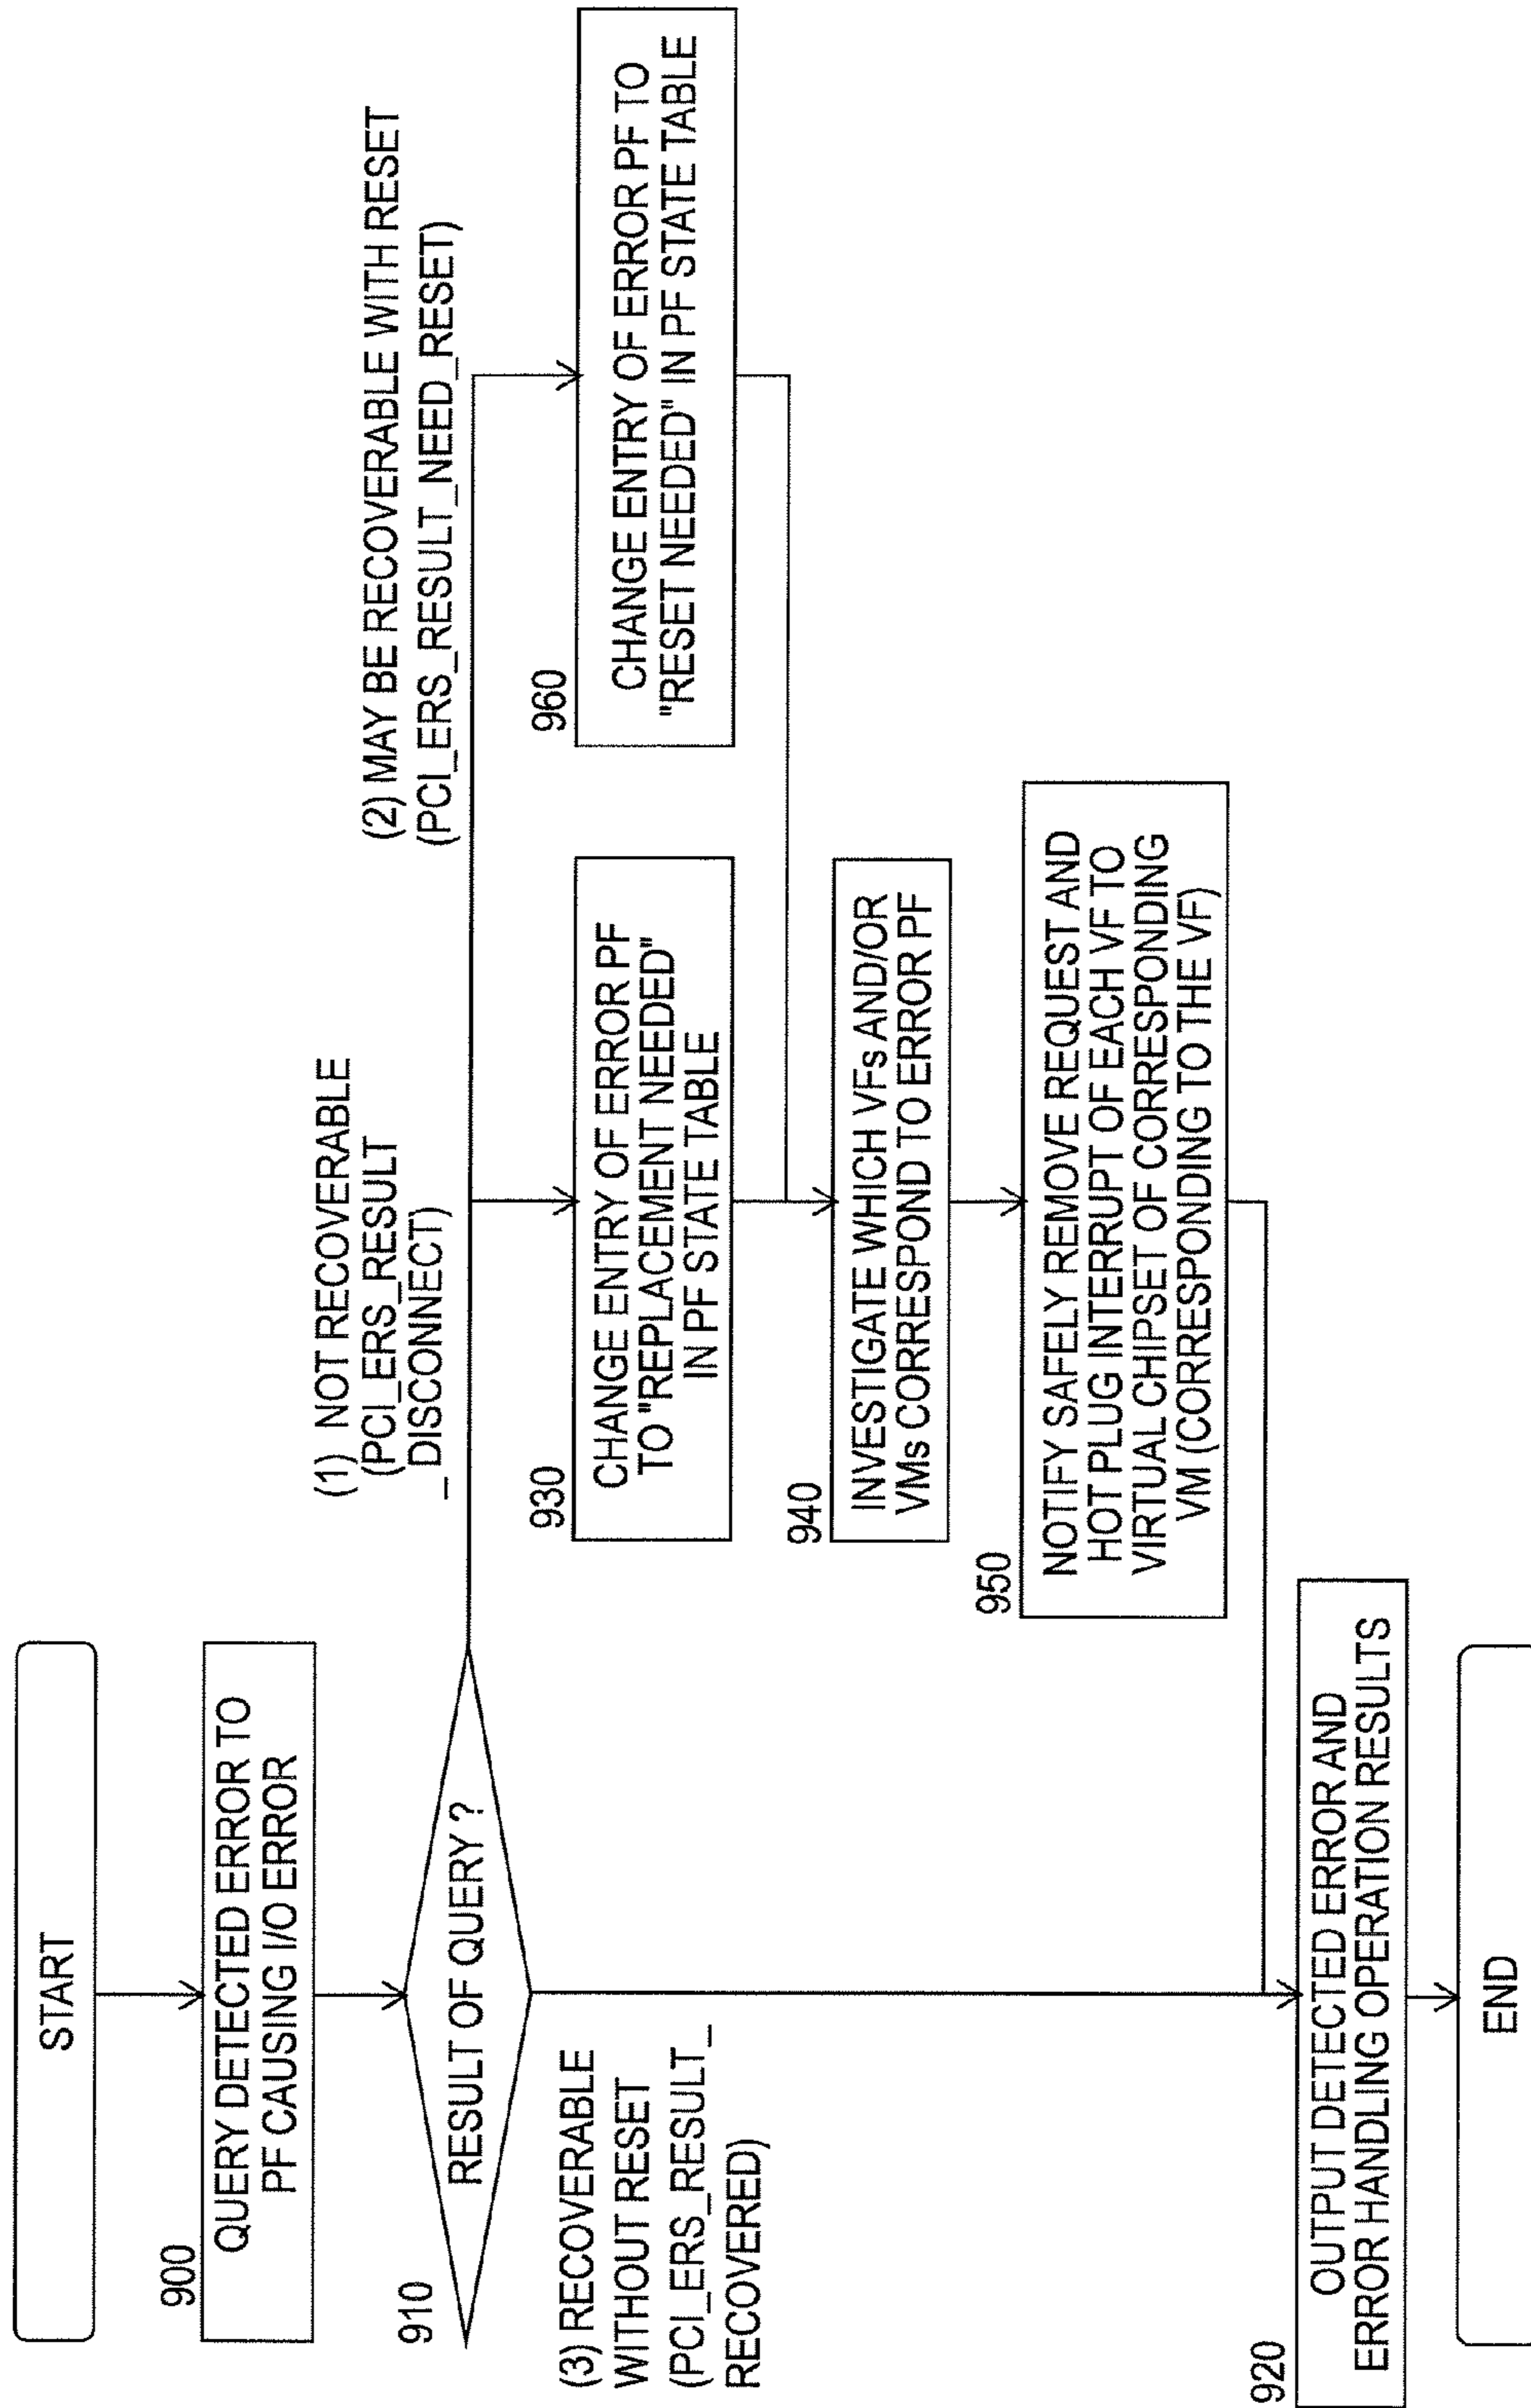 START
900
QUERY DETECTED ERROR TO
PF CAUSING I/O ERROR
910
RESULT OF QUERY ?
(1) NOT RECOVERABLE
(PCI_ERS_RESULT
_DISCONNECT)
(2) MAY BE RECOVERABLE WITH RESET
(PCI_ERS_RESULT_NEED_RESET)
(3) RECOVERABLE
WITHOUT RESET
(PCI_ERS_RESULT_
RECOVERED)
930
CHANGE ENTRY OF ERROR PF
TO "REPLACEMENT NEEDED"
IN PF STATE TABLE
960
CHANGE ENTRY OF ERROR PF TO
"RESET NEEDED" IN PF STATE TABLE
940
INVESTIGATE WHICH VFs AND/OR
VMs CORRESPOND TO ERROR PF
950
NOTIFY SAFELY REMOVE REQUEST AND
HOT PLUG INTERRUPT OF EACH VF TO
VIRTUAL CHIPSET OF CORRESPONDING
VM (CORRESPONDING TO THE VF)
920
OUTPUT DETECTED ERROR AND
ERROR HANDLING OPERATION RESULTS
END